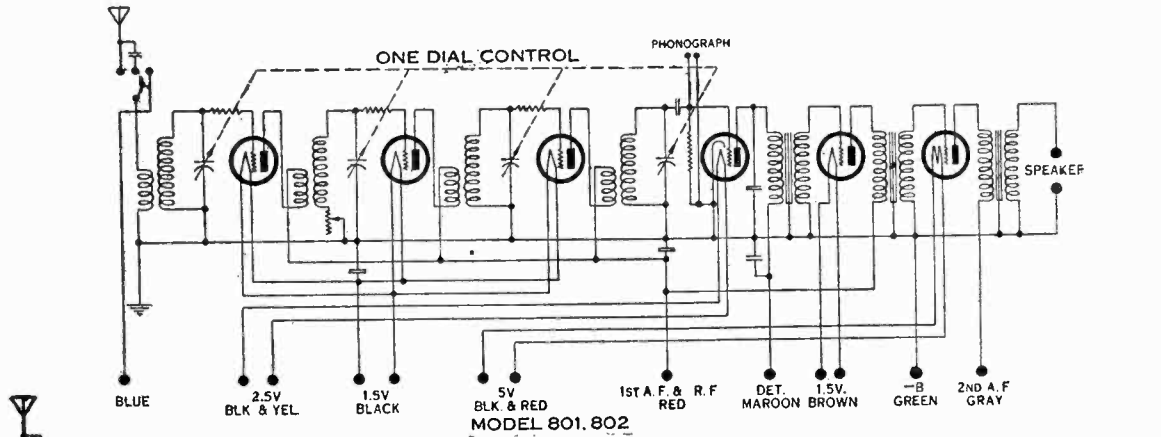 ONE DIAL CONTROL
PHONOGRAPH
SPEAKER
BLUE
2.5V
BLK & YEL.
1.5V
BLACK
5V
BLK. & RED
1ST A.F. & R.F
RED
DET.
MAROON
1.5V.
BROWN
–B
GREEN
2ND A.F
GRAY
MODEL 801, 802